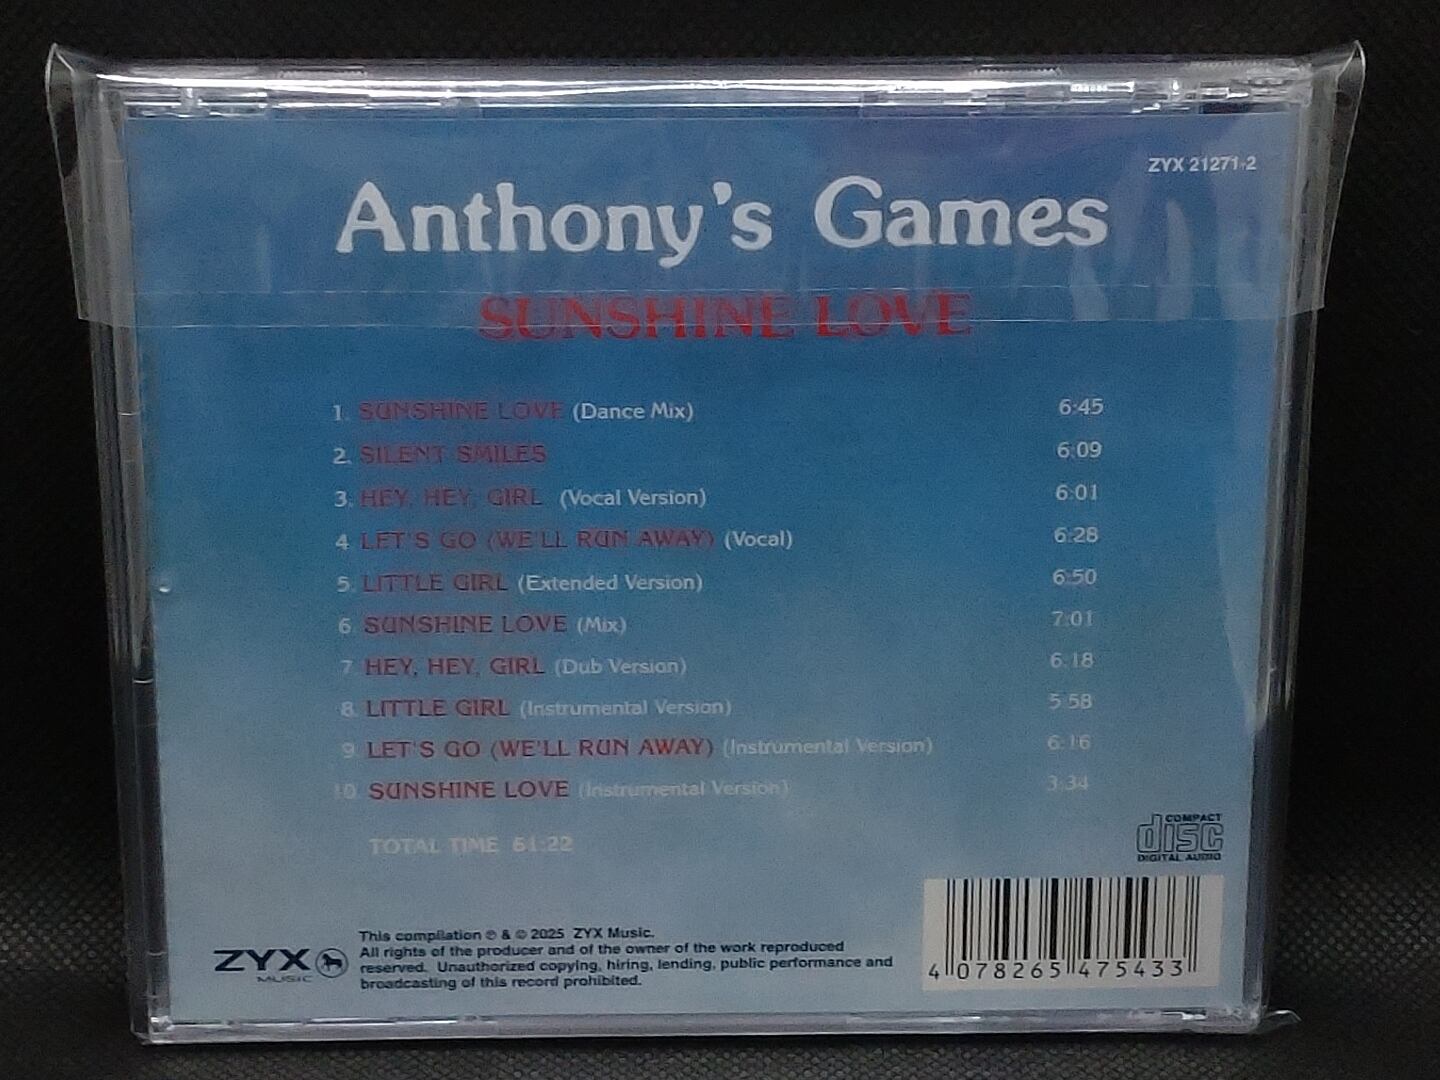 ZYX 21271-2
Anthony's Games
SUNSHINE LOVE
1. SUNSHINE LOVE (Dance Mix) 6:45
2. SILENT SMILES 6:09
3. HEY, HEY, GIRL (Vocal Version) 6:01
4 LET'S GO (WE'LL RUN AWAY) (Vocal) 6:28
5. LITTLE GIRL (Extended Version) 6:50
6 SUNSHINE LOVE (Mix) 7:01
7 HEY, HEY, GIRL (Dub Version) 6:18
8. LITTLE GIRL (Instrumental Version) 5:58
9 LET'S GO (WE'LL RUN AWAY) (Instrumental Version) 6:16
10 SUNSHINE LOVE (Instrumental Version) 3:34
TOTAL TIME 61:22
COMPACT
disc
DIGITAL AUDIO
ZYX
MUSIC
This compilation ℗ & © 2025 ZYX Music.
All rights of the producer and of the owner of the work reproduced
reserved. Unauthorized copying, hiring, lending, public performance and
broadcasting of this record prohibited.
4 078265 475433